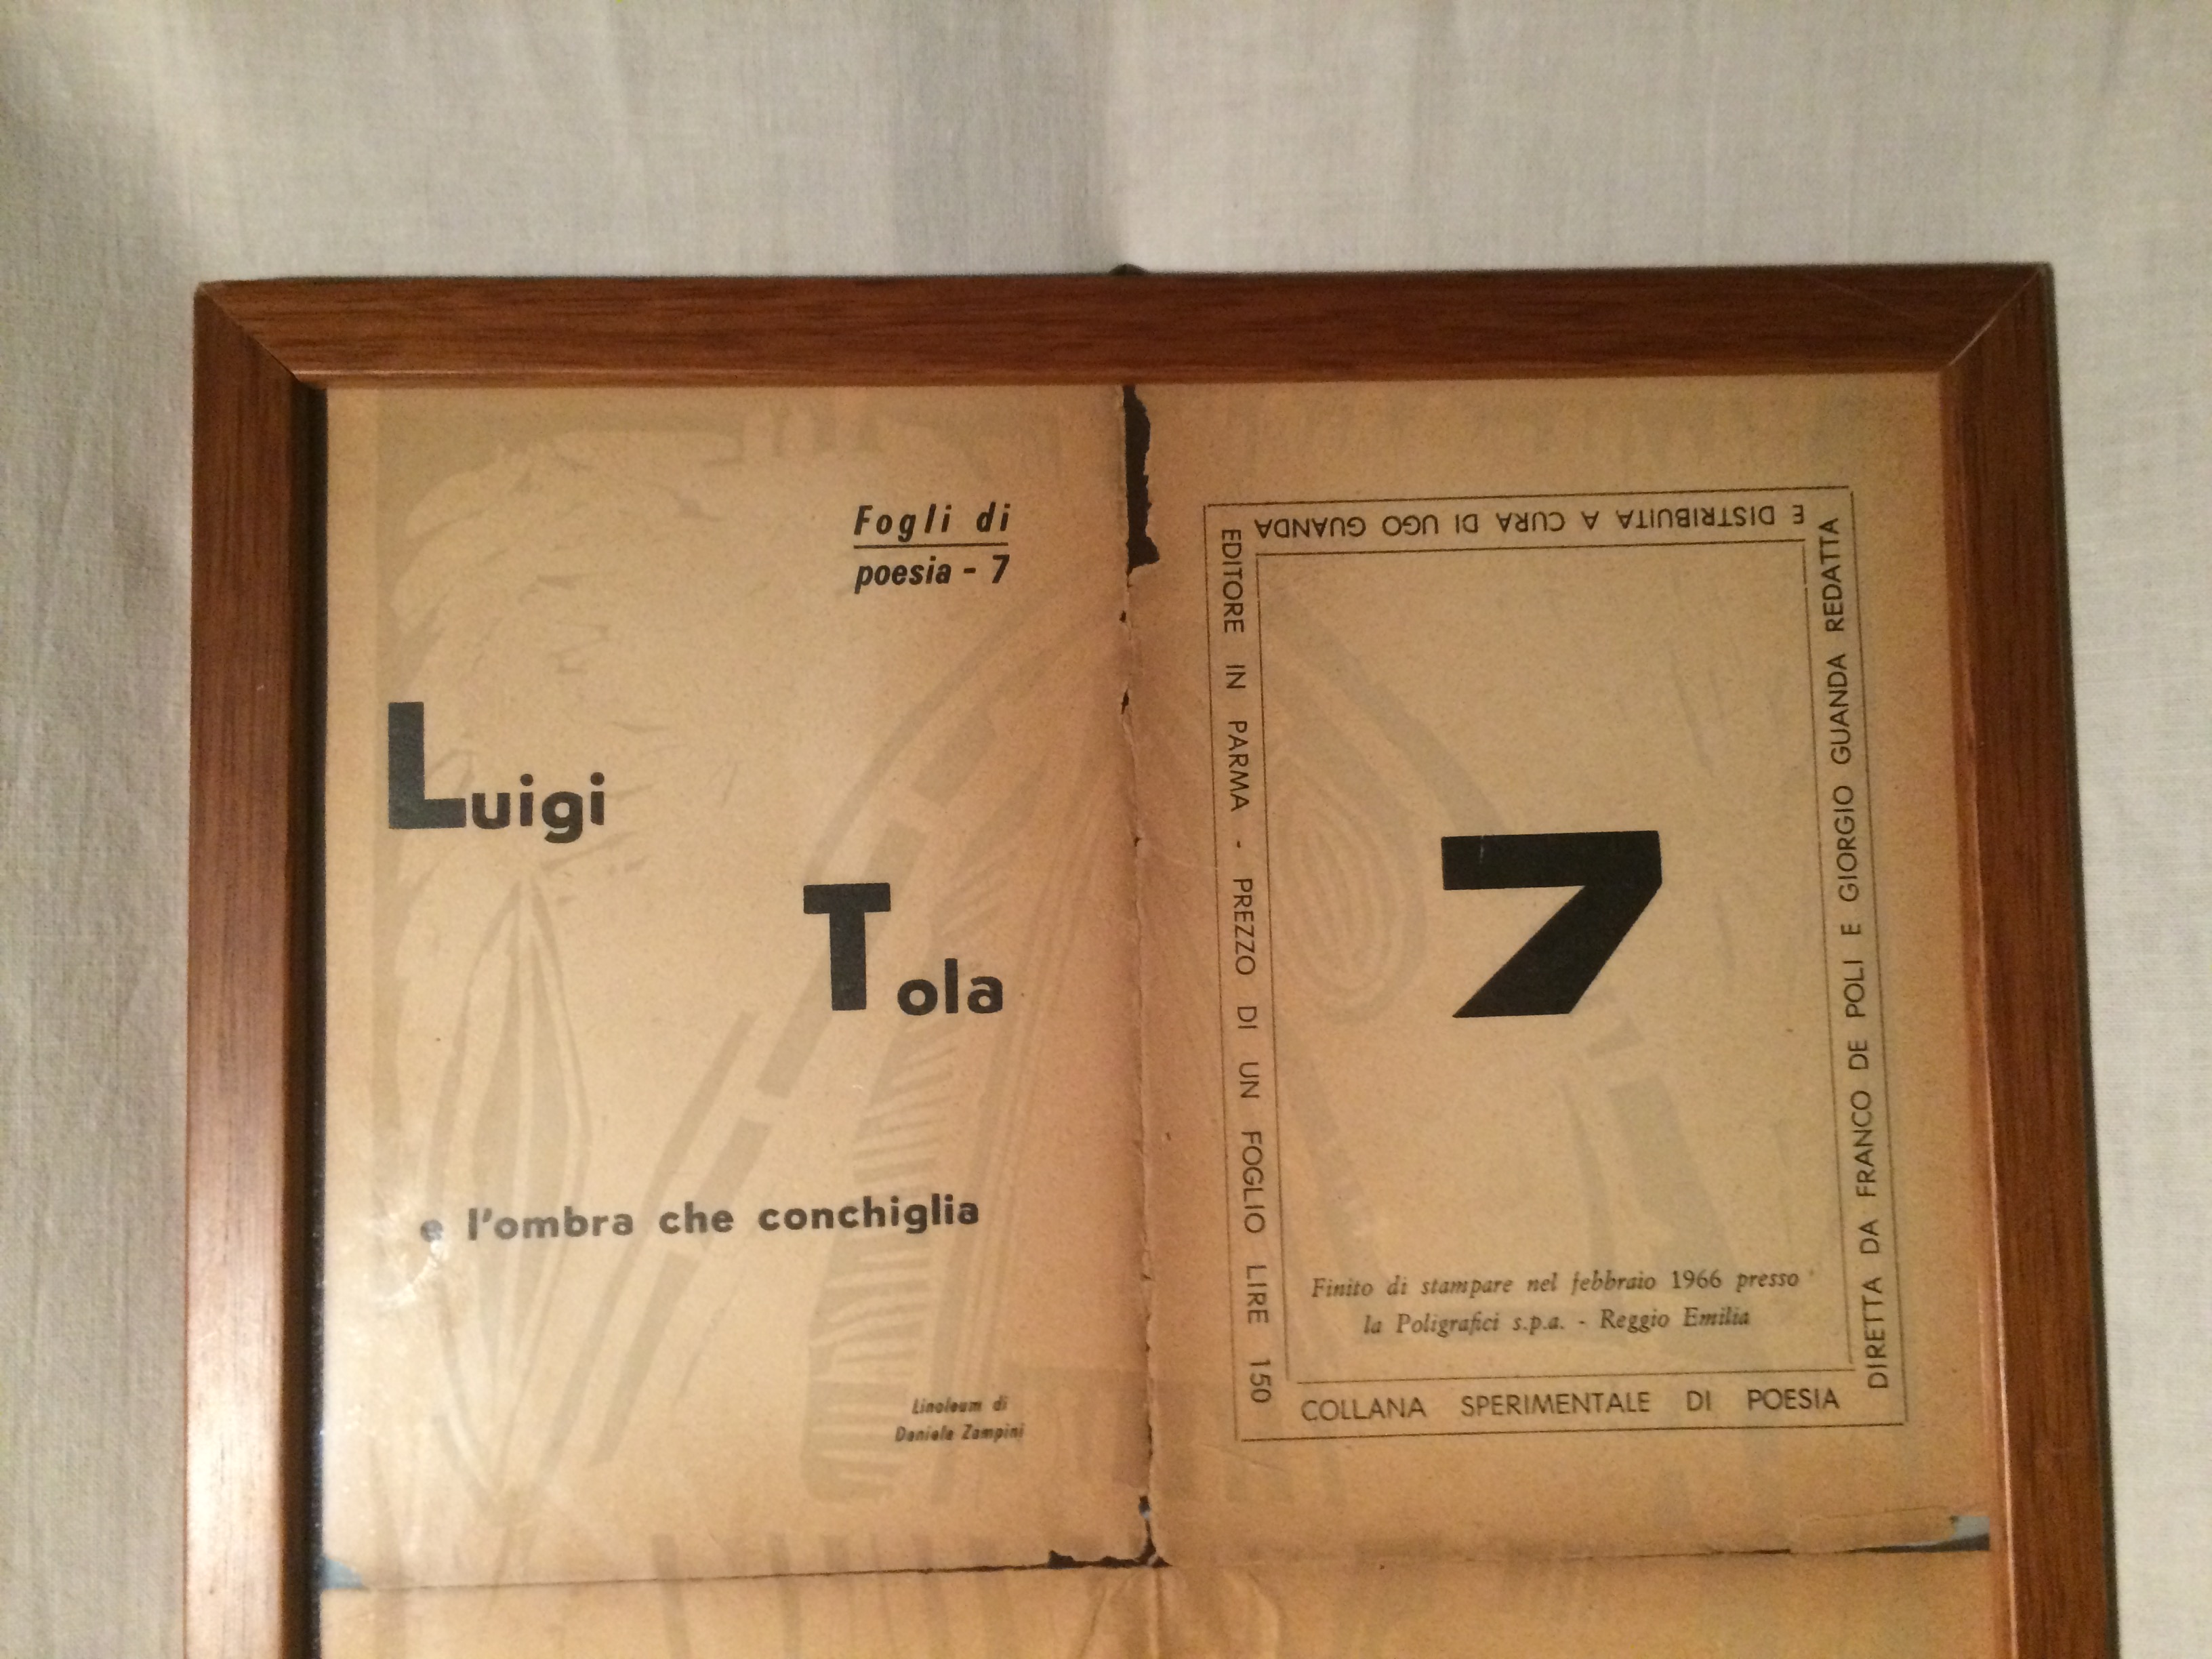 Fogli di
poesia - 7
Luigi
Tola
e l'ombra che conchiglia
Linoleum di
Daniele Zampini
7
Finito di stampare nel febbraio 1966 presso
la Poligrafici s.p.a. - Reggio Emilia
COLLANA SPERIMENTALE DI POESIA
DIRETTA DA FRANCO DE POLI E GIORGIO GUANDA REDATTA
E DISTRIBUITA A CURA DI UGO GUANDA
EDITORE IN PARMA - PREZZO DI UN FOGLIO LIRE 150